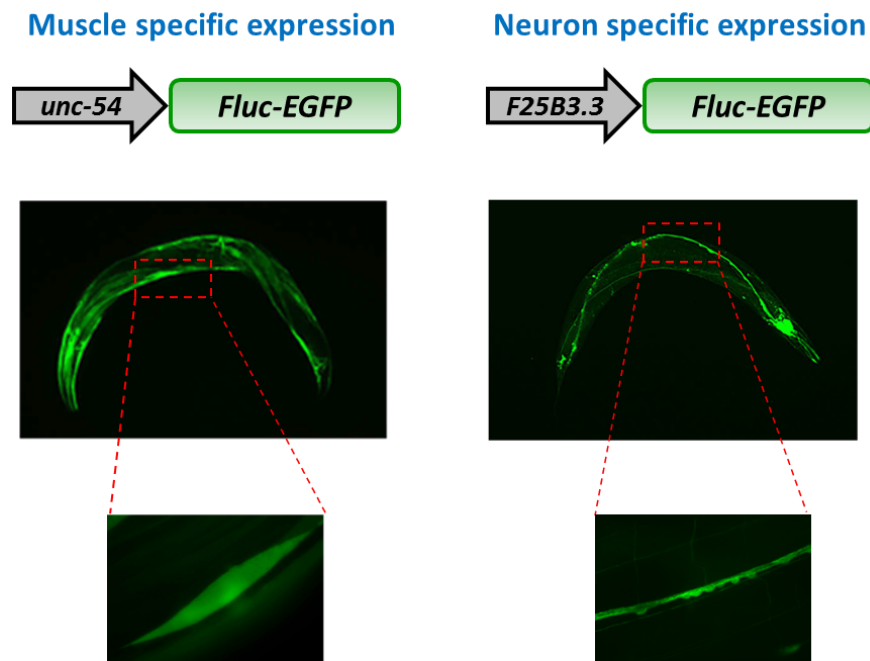 Muscle specific expression
Neuron specific expression
unc-54
Fluc-EGFP
F25B3.3
Fluc-EGFP